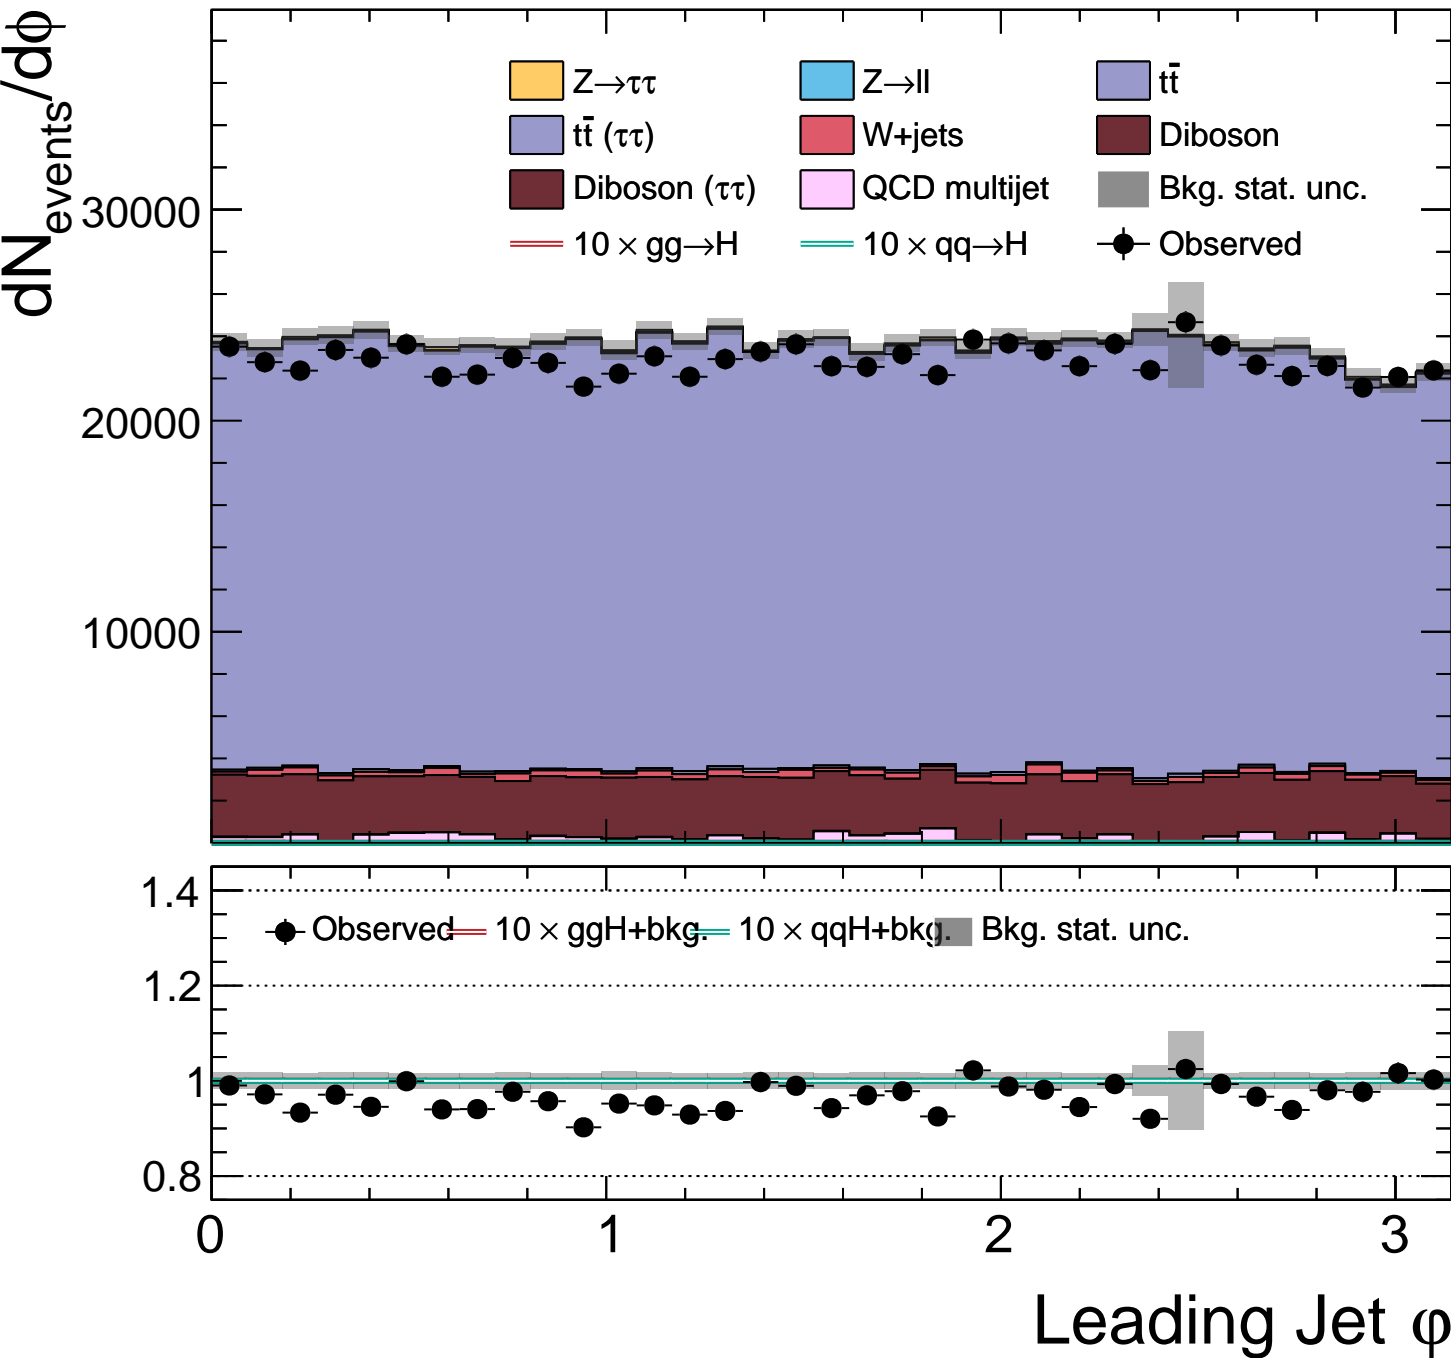 dN_events/dϕ
Z→ττ Z→ll tt̄
tt̄ (ττ) W+jets Diboson
Diboson (ττ) QCD multijet Bkg. stat. unc.
10 × gg→H 10 × qq→H Observed
30000
20000
10000
1.4
Observed 10 × ggH+bkg. 10 × qqH+bkg. Bkg. stat. unc.
1.2
1
0.8
0 1 2 3
Leading Jet φ